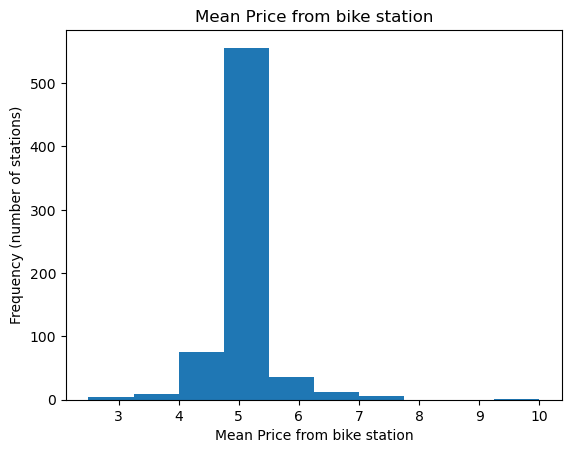 Mean Price from bike station
Frequency (number of stations)
500
400
300
200
100
0
3 4 5 6 7 8 9 10
Mean Price from bike station